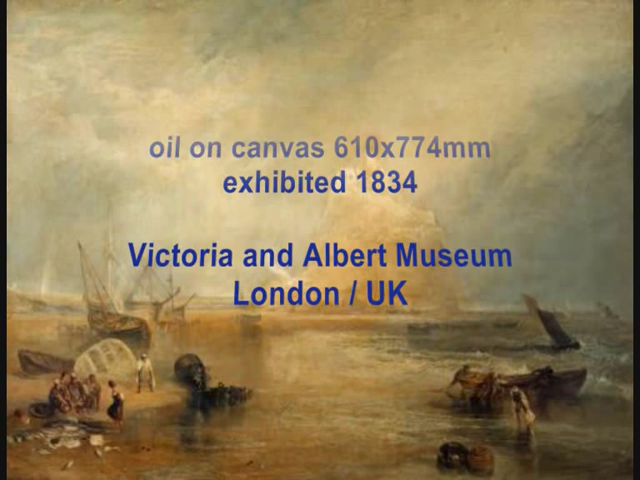 oil on canvas 610x774mm
exhibited 1834
Victoria and Albert Museum
London / UK